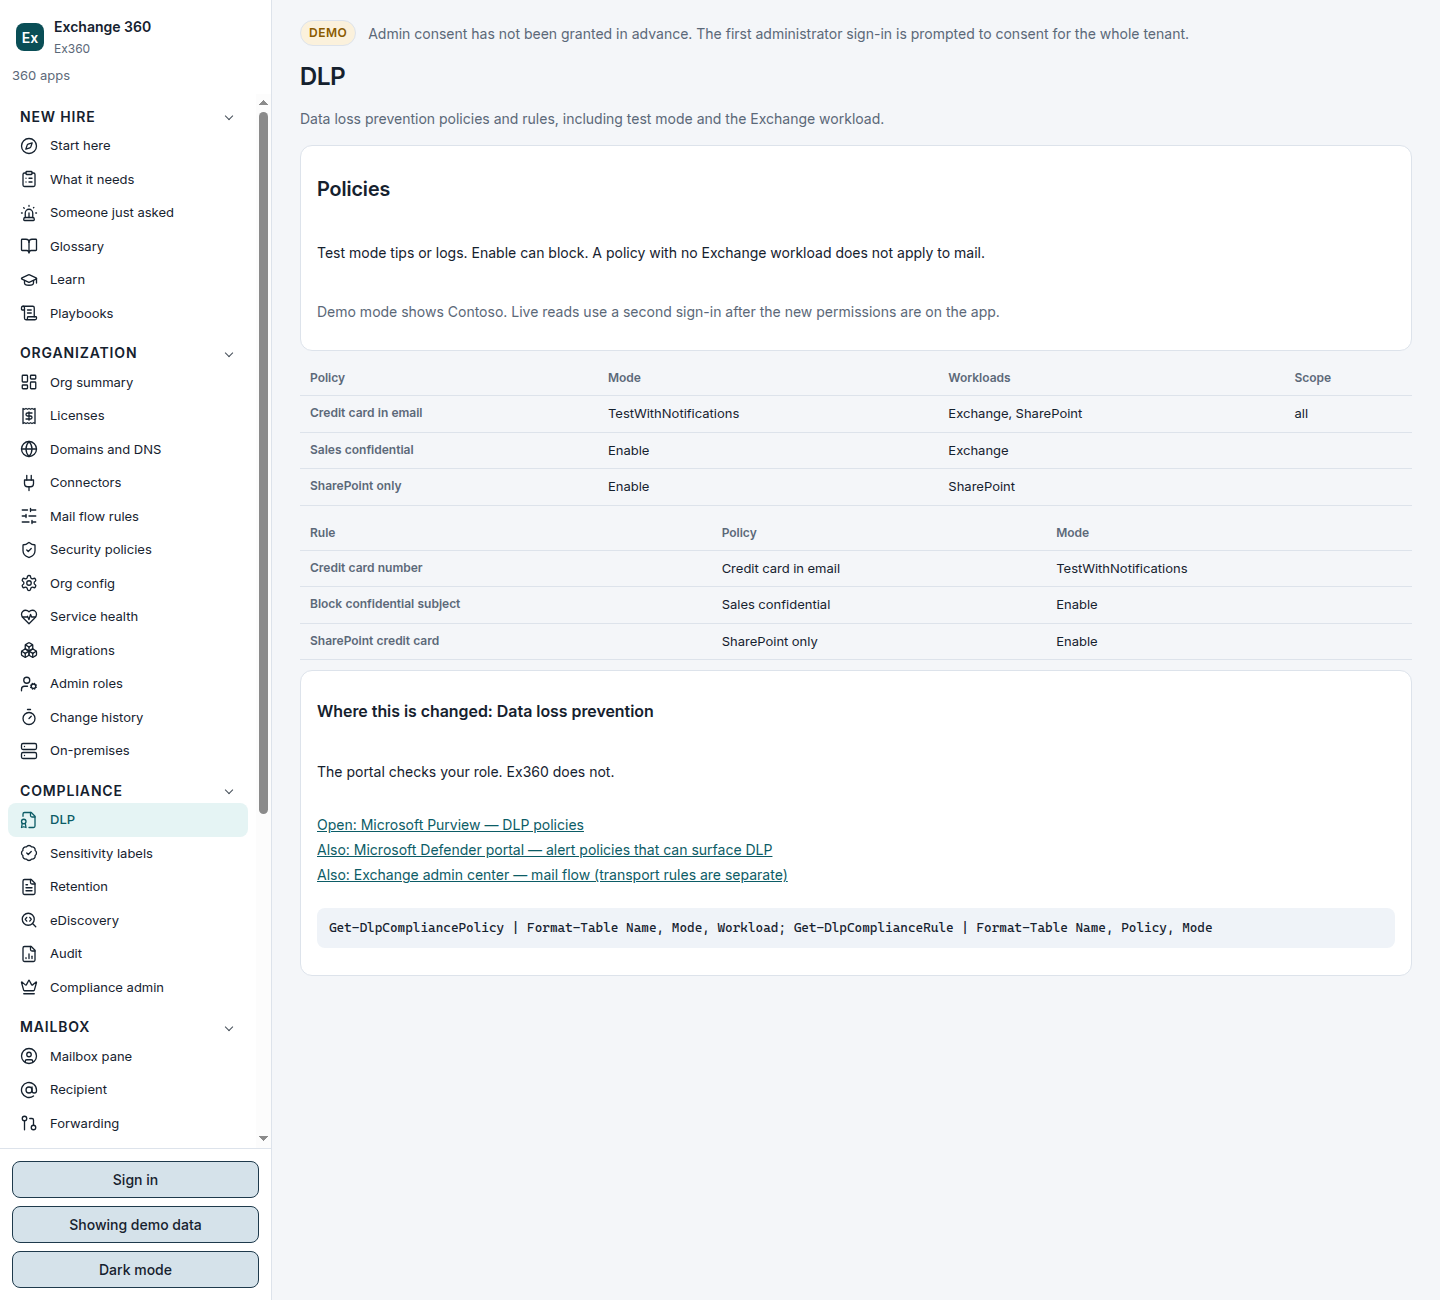 Ex
Exchange 360
Ex360
360 apps
NEW HIRE
Start here
What it needs
Someone just asked
Glossary
Learn
Playbooks
ORGANIZATION
Org summary
Licenses
Domains and DNS
Connectors
Mail flow rules
Security policies
Org config
Service health
Migrations
Admin roles
Change history
On-premises
COMPLIANCE
DLP
Sensitivity labels
Retention
eDiscovery
Audit
Compliance admin
MAILBOX
Mailbox pane
Recipient
Forwarding
Sign in
Showing demo data
Dark mode
DEMO Admin consent has not been granted in advance. The first administrator sign-in is prompted to consent for the whole tenant.
DLP
Data loss prevention policies and rules, including test mode and the Exchange workload.
Policies
Test mode tips or logs. Enable can block. A policy with no Exchange workload does not apply to mail.
Demo mode shows Contoso. Live reads use a second sign-in after the new permissions are on the app.
Policy Mode Workloads Scope
Credit card in email TestWithNotifications Exchange, SharePoint all
Sales confidential Enable Exchange
SharePoint only Enable SharePoint
Rule Policy Mode
Credit card number Credit card in email TestWithNotifications
Block confidential subject Sales confidential Enable
SharePoint credit card SharePoint only Enable
Where this is changed: Data loss prevention
The portal checks your role. Ex360 does not.
Open: Microsoft Purview — DLP policies
Also: Microsoft Defender portal — alert policies that can surface DLP
Also: Exchange admin center — mail flow (transport rules are separate)
Get-DlpCompliancePolicy | Format-Table Name, Mode, Workload; Get-DlpComplianceRule | Format-Table Name, Policy, Mode